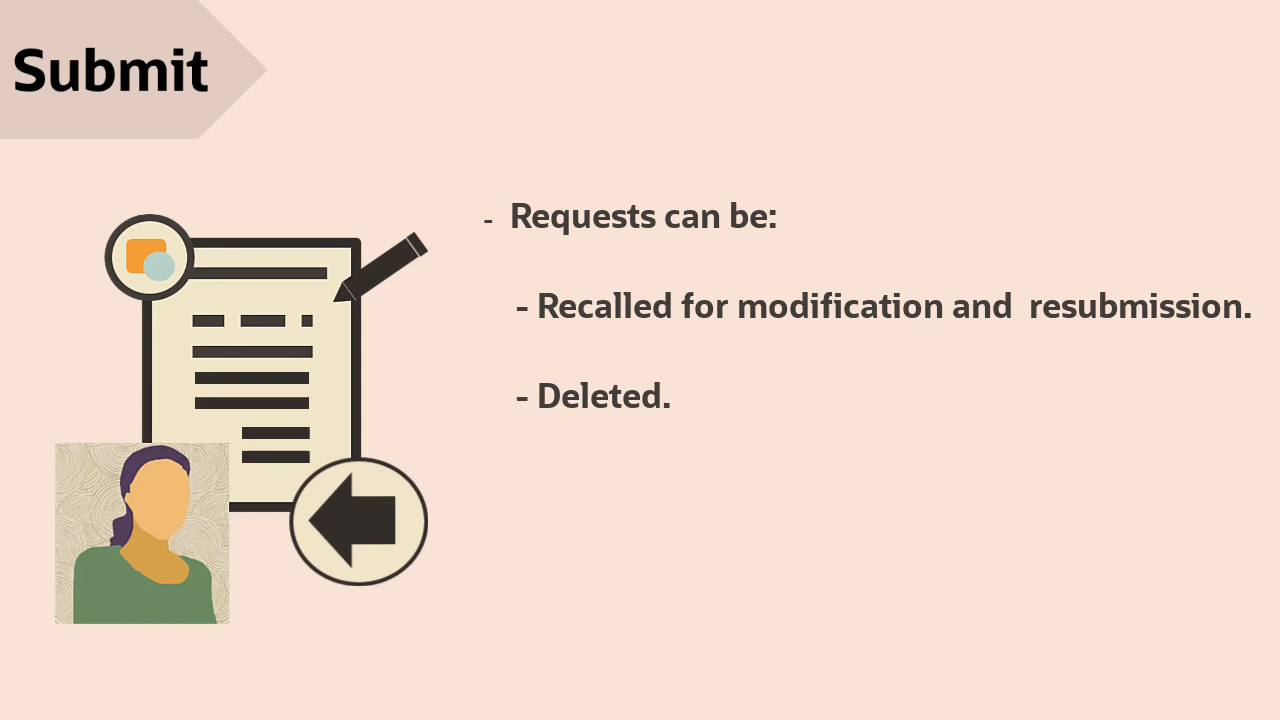 Submit
- Requests can be:
- Recalled for modification and  resubmission.
- Deleted.